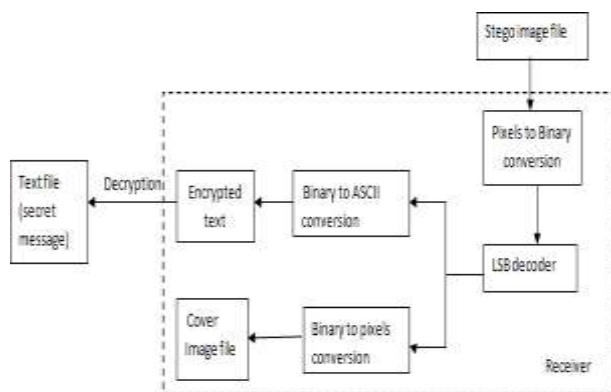 Stego image file
Pixels to Binary
conversion
LSB decoder
Binary to ASCII
conversion
Encrypted
text
Decryption
Text file
(secret
message)
Binary to pixels
conversion
Cover
Image file
Receiver